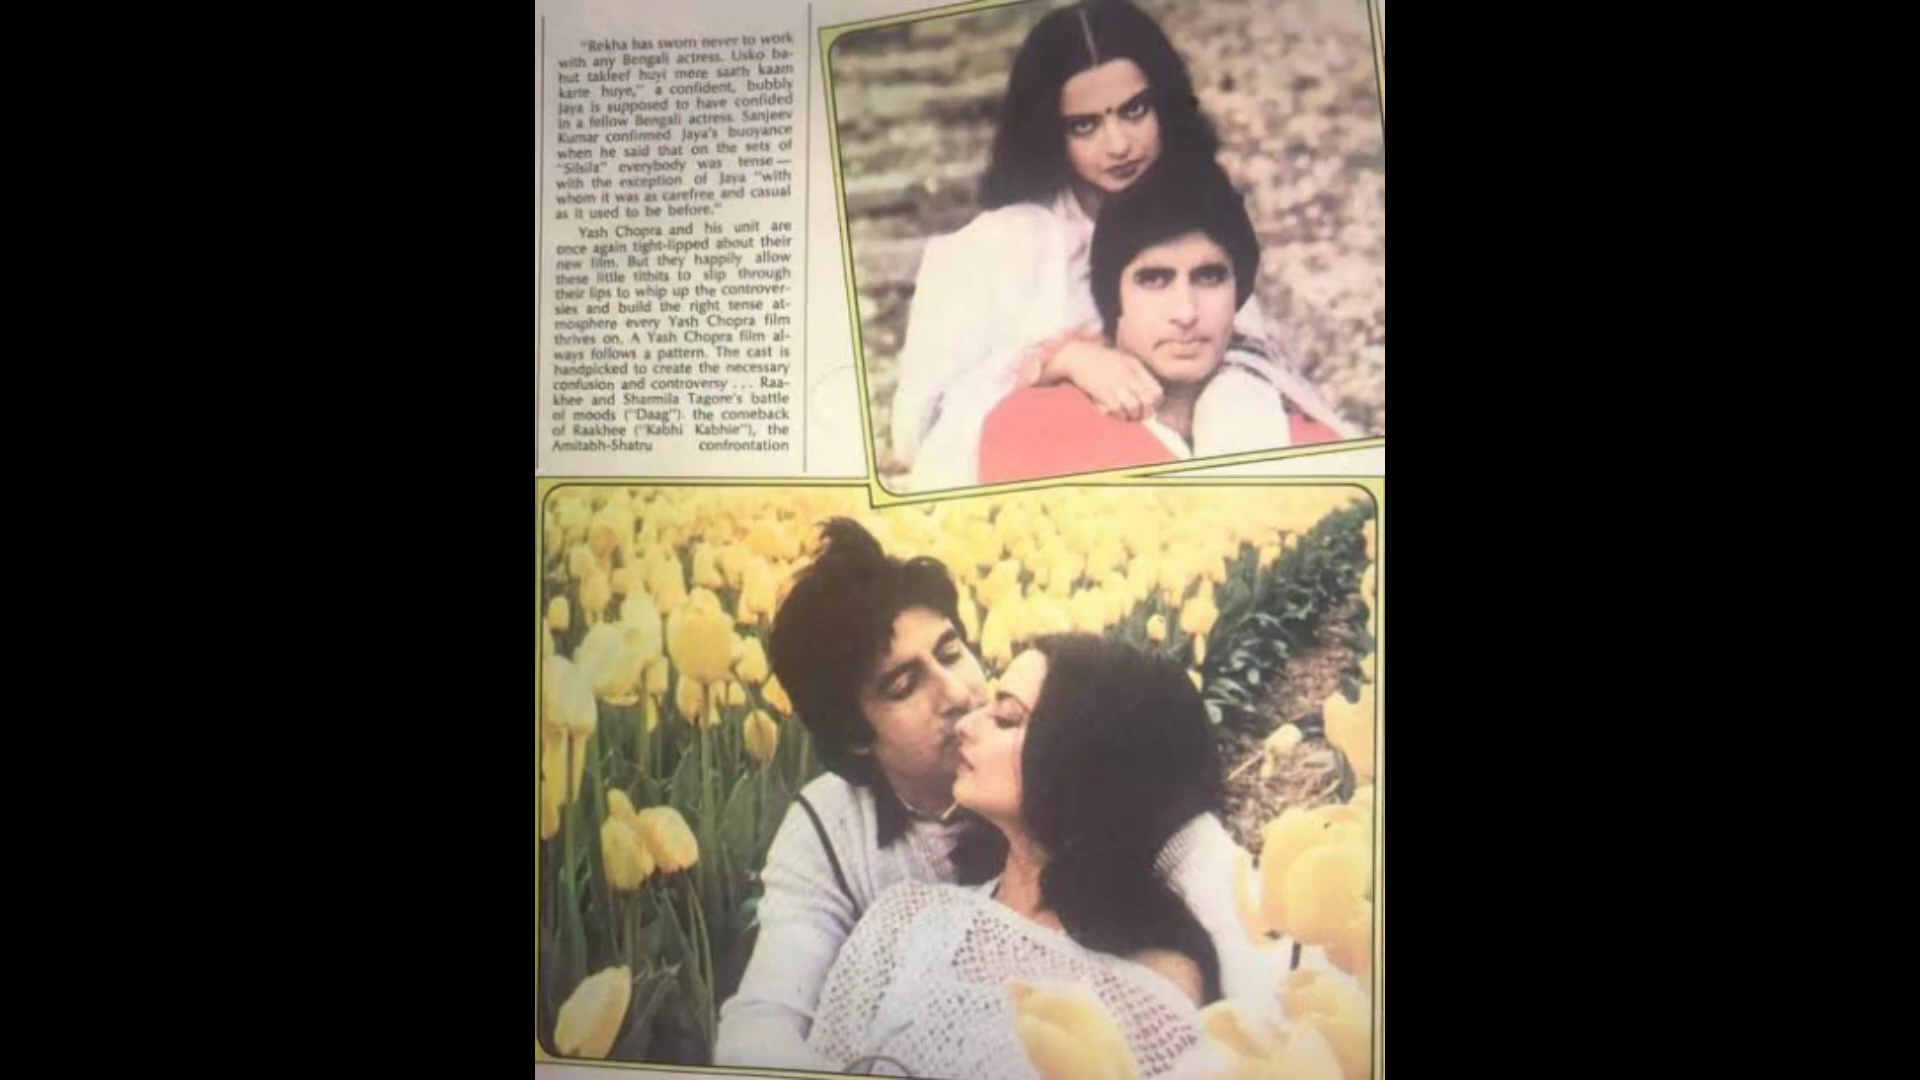 "Rekha has sworn never to work
with any Bengali actress. Usko ba-
hut takleef huyi mere saath kaam
karte huye," a confident, bubbly
Jaya is supposed to have confided
in a fellow Bengali actress. Sanjeev
Kumar confirmed Jaya's buoyance
when he said that on the sets of
"Silsila" everybody was tense —
with the exception of Jaya "with
whom it was as carefree and casual
as it used to be before."
Yash Chopra and his unit are
once again tight-lipped about their
new film. But they happily allow
these little titbits to slip through
their lips to whip up the controver-
sies and build the right tense at-
mosphere every Yash Chopra film
thrives on. A Yash Chopra film al-
ways follows a pattern. The cast is
handpicked to create the necessary
confusion and controversy . . . Raa-
khee and Sharmila Tagore's battle
of moods ("Daag"). the comeback
of Raakhee ("Kabhi Kabhie"), the
Amitabh-Shatru confrontation